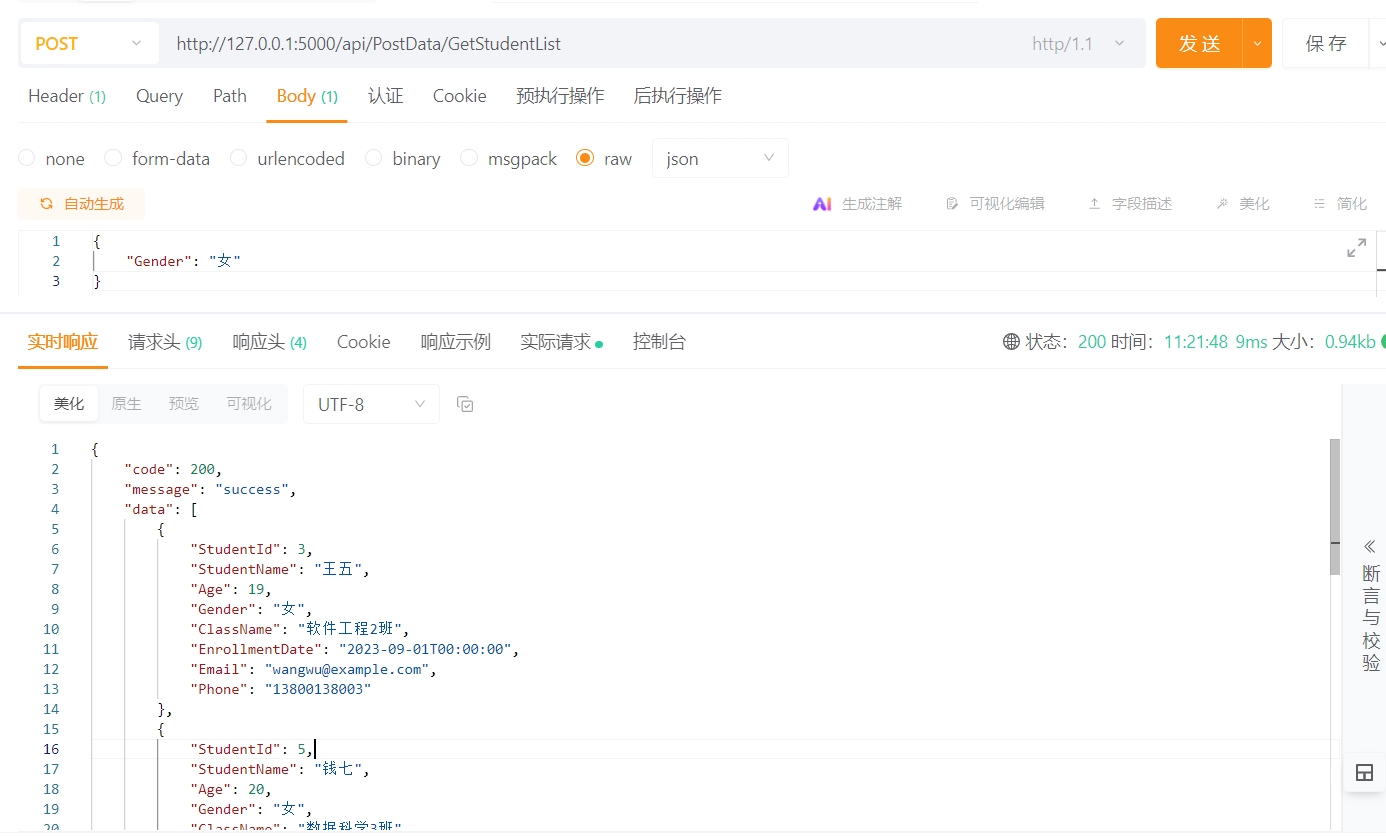 POST http://127.0.0.1:5000/api/PostData/GetStudentList http/1.1 发送 保存
Header (1) Query Path Body (1) 认证 Cookie 预执行操作 后执行操作
none form-data urlencoded binary msgpack raw json
自动生成 AI 生成注解 可视化编辑 字段描述 美化 简化
1 {
2 "Gender": "女"
3 }
实时响应 请求头 (9) 响应头 (4) Cookie 响应示例 实际请求 控制台 状态: 200 时间: 11:21:48 9ms 大小: 0.94kb
美化 原生 预览 可视化 UTF-8
1 {
2 "code": 200,
3 "message": "success",
4 "data": [
5 {
6 "StudentId": 3,
7 "StudentName": "王五",
8 "Age": 19,
9 "Gender": "女",
10 "ClassName": "软件工程2班",
11 "EnrollmentDate": "2023-09-01T00:00:00",
12 "Email": "wangwu@example.com",
13 "Phone": "13800138003"
14 },
15 {
16 "StudentId": 5,
17 "StudentName": "钱七",
18 "Age": 20,
19 "Gender": "女",
20 "ClassName": "数据科学3班"
断言与校验